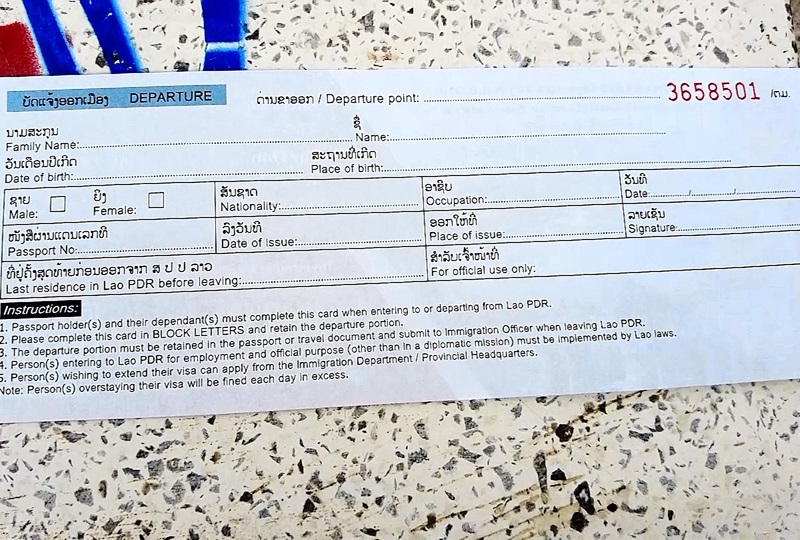 ບັດແຈ້ງອອກເມືອງ DEPARTURE
ດ່ານຂາອອກ / Departure point: 3658501 /ຕມ.
ນາມສະກຸນ ຊື່
Family Name: Name:
ວັນເດືອນປີເກີດ ສະຖານທີ່ເກີດ
Date of birth: Place of birth:
ຊາຍ ຍິງ ສັນຊາດ ອາຊີບ ວັນທີ
Male: Female: Nationality: Occupation: Date: / /
ໜັງສືຜ່ານແດນເລກທີ ລົງວັນທີ ອອກໃຫ້ທີ່ ລາຍເຊັນ
Passport No: Date of Issue: Place of issue: Signature:
ທີ່ຢູ່ຄັ້ງສຸດທ້າຍກ່ອນອອກຈາກ ສ ປ ປ ລາວ ສຳລັບເຈົ້າໜ້າທີ່
Last residence in Lao PDR before leaving: For official use only:
Instructions:
1. Passport holder(s) and their dependant(s) must complete this card when entering to or departing from Lao PDR.
2. Please complete this card in BLOCK LETTERS and retain the departure portion.
3. The departure portion must be retained in the passport or travel document and submit to Immigration Officer when leaving Lao PDR.
4. Person(s) entering to Lao PDR for employment and official purpose (other than in a diplomatic mission) must be implemented by Lao laws.
5. Person(s) wishing to extend their visa can apply from the Immigration Department / Provincial Headquarters.
Note: Person(s) overstaying their visa will be fined each day in excess.